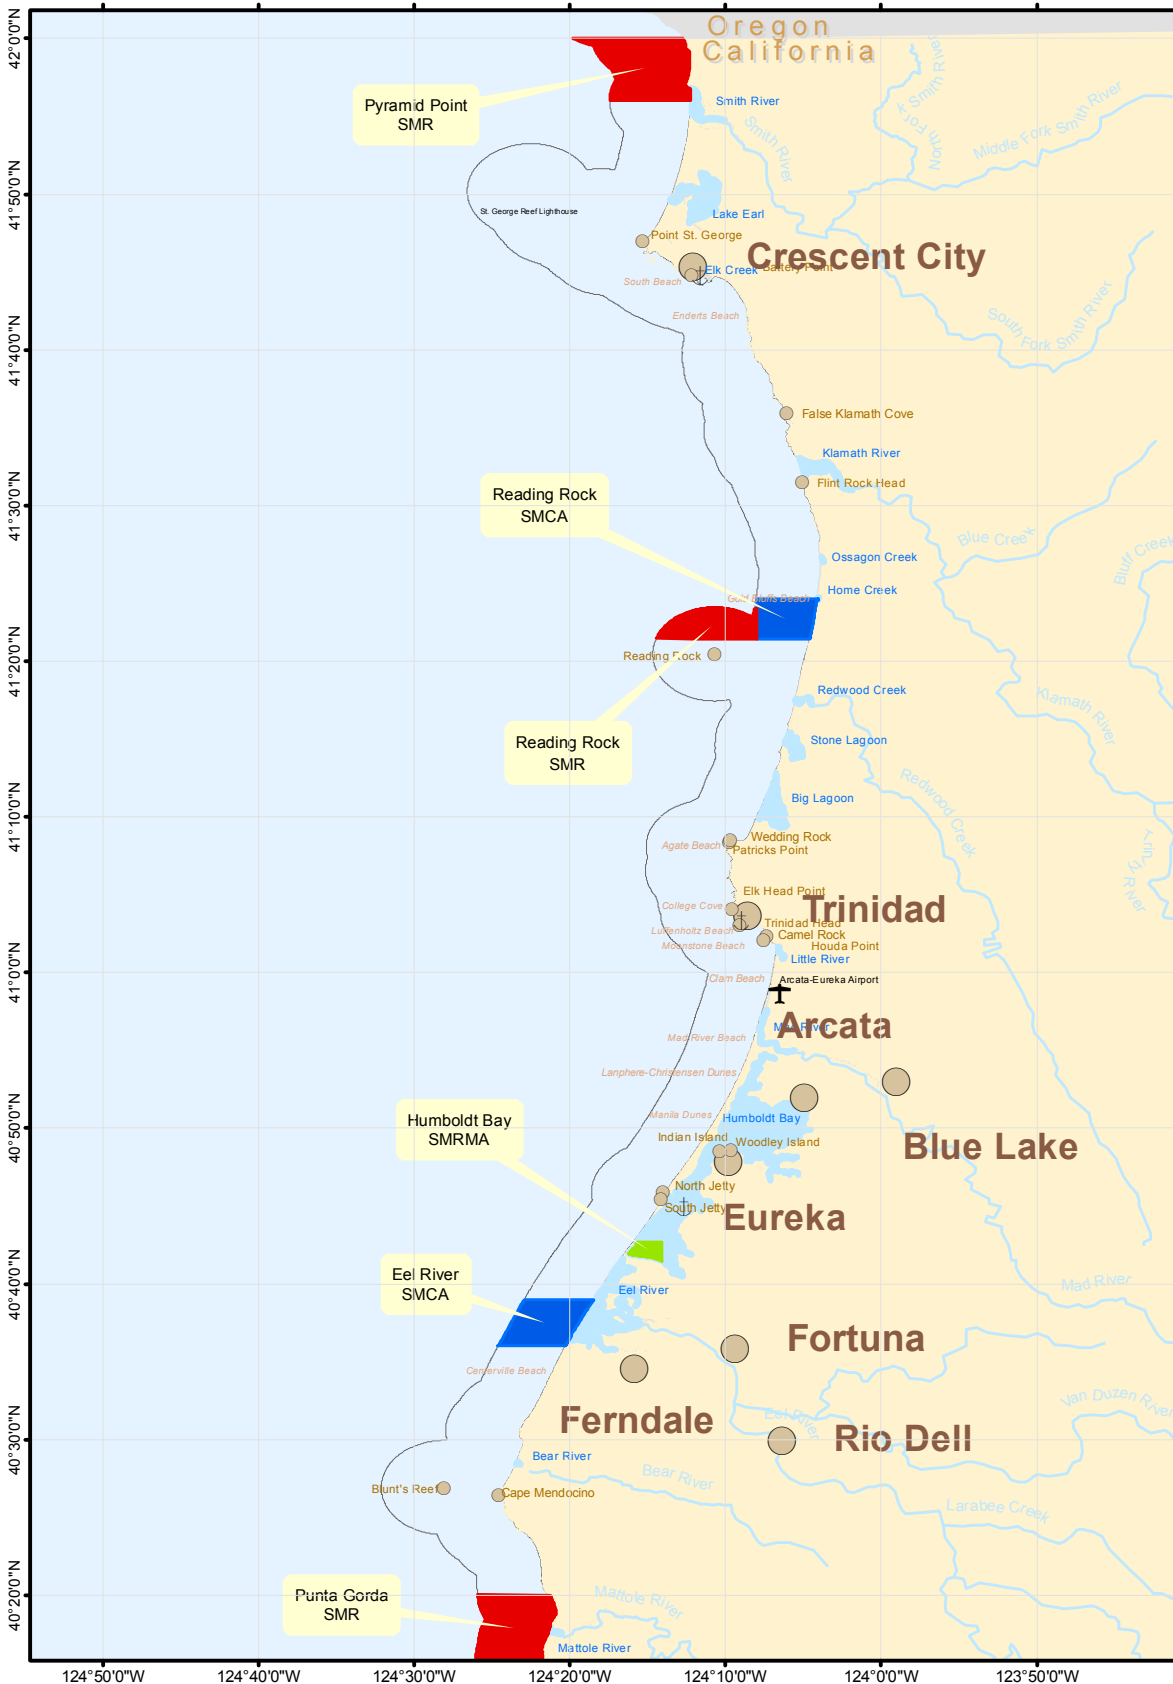 Oregon
California
42°0'0"N
North Fork Smith River
Middle Fork Smith River
Pyramid Point
SMR
Smith River
Smith River
41°50'0"N
St. George Reef Lighthouse
Lake Earl
Point St. George
Crescent City
Elk Creek
Battery Point
South Beach
Enderts Beach
South Fork Smith River
41°40'0"N
False Klamath Cove
Klamath River
Flint Rock Head
Reading Rock
SMCA
41°30'0"N
Blue Creek
Bluff Creek
Ossagon Creek
Home Creek
Gold Bluffs Beach
41°20'0"N
Reading Rock
Redwood Creek
Klamath River
Reading Rock
SMR
Stone Lagoon
Redwood Creek
Big Lagoon
41°10'0"N
Wedding Rock
Agate Beach
Patricks Point
Trinity River
Elk Head Point
College Cove
Trinidad
Trinidad Head
Luffenholtz Beach
Camel Rock
Moonstone Beach
Houda Point
Little River
41°0'0"N
Clam Beach
Arcata-Eureka Airport
Mad River
Arcata
Mad River Beach
Lanphere-Christensen Dunes
Manila Dunes
Humboldt Bay
Humboldt Bay
SMRMA
40°50'0"N
Indian Island
Woodley Island
Blue Lake
North Jetty
South Jetty
Eureka
Eel River
SMCA
40°40'0"N
Eel River
Mad River
Fortuna
Centerville Beach
Van Duzen River
Ferndale
Eel River
Rio Dell
40°30'0"N
Bear River
Bear River
Blunt's Reef
Cape Mendocino
Larabee Creek
40°20'0"N
Punta Gorda
SMR
Mattole River
Mattole River
124°50'0"W
124°40'0"W
124°30'0"W
124°20'0"W
124°10'0"W
124°0'0"W
123°50'0"W